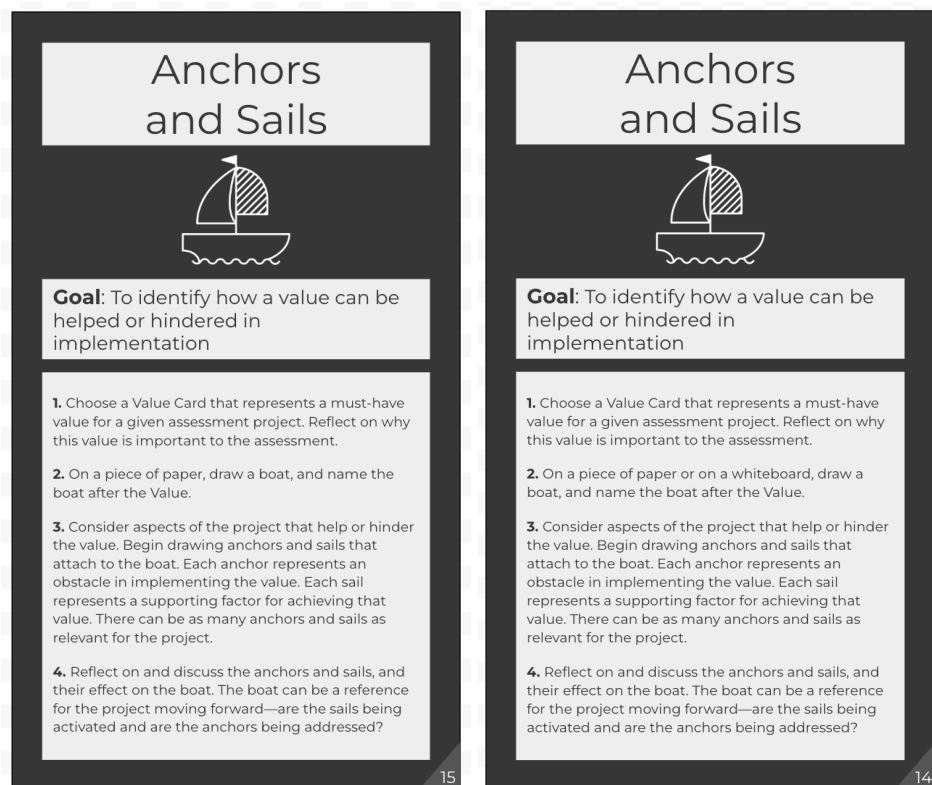 Anchors
and Sails
Goal: To identify how a value can be
helped or hindered in
implementation
1. Choose a Value Card that represents a must-have
value for a given assessment project. Reflect on why
this value is important to the assessment.
2. On a piece of paper, draw a boat, and name the
boat after the Value.
3. Consider aspects of the project that help or hinder
the value. Begin drawing anchors and sails that
attach to the boat. Each anchor represents an
obstacle in implementing the value. Each sail
represents a supporting factor for achieving that
value. There can be as many anchors and sails as
relevant for the project.
4. Reflect on and discuss the anchors and sails, and
their effect on the boat. The boat can be a reference
for the project moving forward—are the sails being
activated and are the anchors being addressed?
15
Anchors
and Sails
Goal: To identify how a value can be
helped or hindered in
implementation
1. Choose a Value Card that represents a must-have
value for a given assessment project. Reflect on why
this value is important to the assessment.
2. On a piece of paper or on a whiteboard, draw a
boat, and name the boat after the Value.
3. Consider aspects of the project that help or hinder
the value. Begin drawing anchors and sails that
attach to the boat. Each anchor represents an
obstacle in implementing the value. Each sail
represents a supporting factor for achieving that
value. There can be as many anchors and sails as
relevant for the project.
4. Reflect on and discuss the anchors and sails, and
their effect on the boat. The boat can be a reference
for the project moving forward—are the sails being
activated and are the anchors being addressed?
14